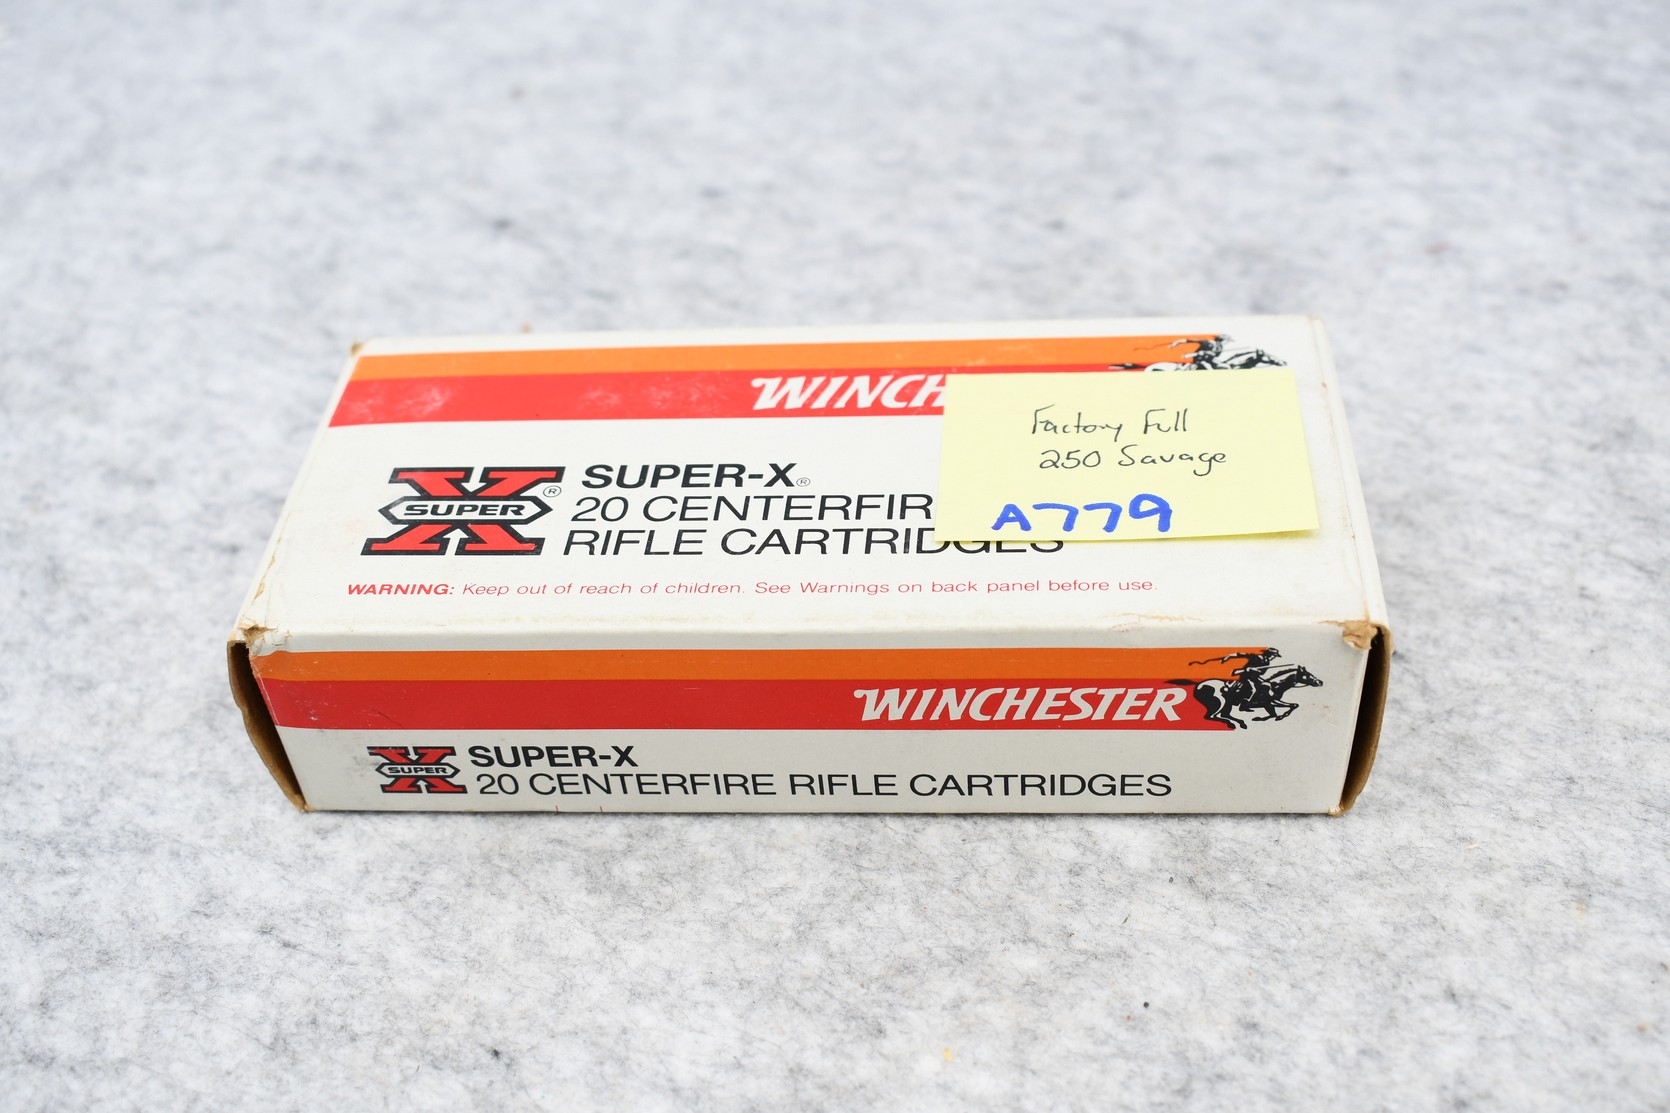 WINCH
Factory Full
250 Savage
A779
SUPER-X®
20 CENTERFIR
RIFLE CARTRIDGES
SUPER ®
WARNING: Keep out of reach of children. See Warnings on back panel before use.
WINCHESTER
SUPER
SUPER-X
20 CENTERFIRE RIFLE CARTRIDGES